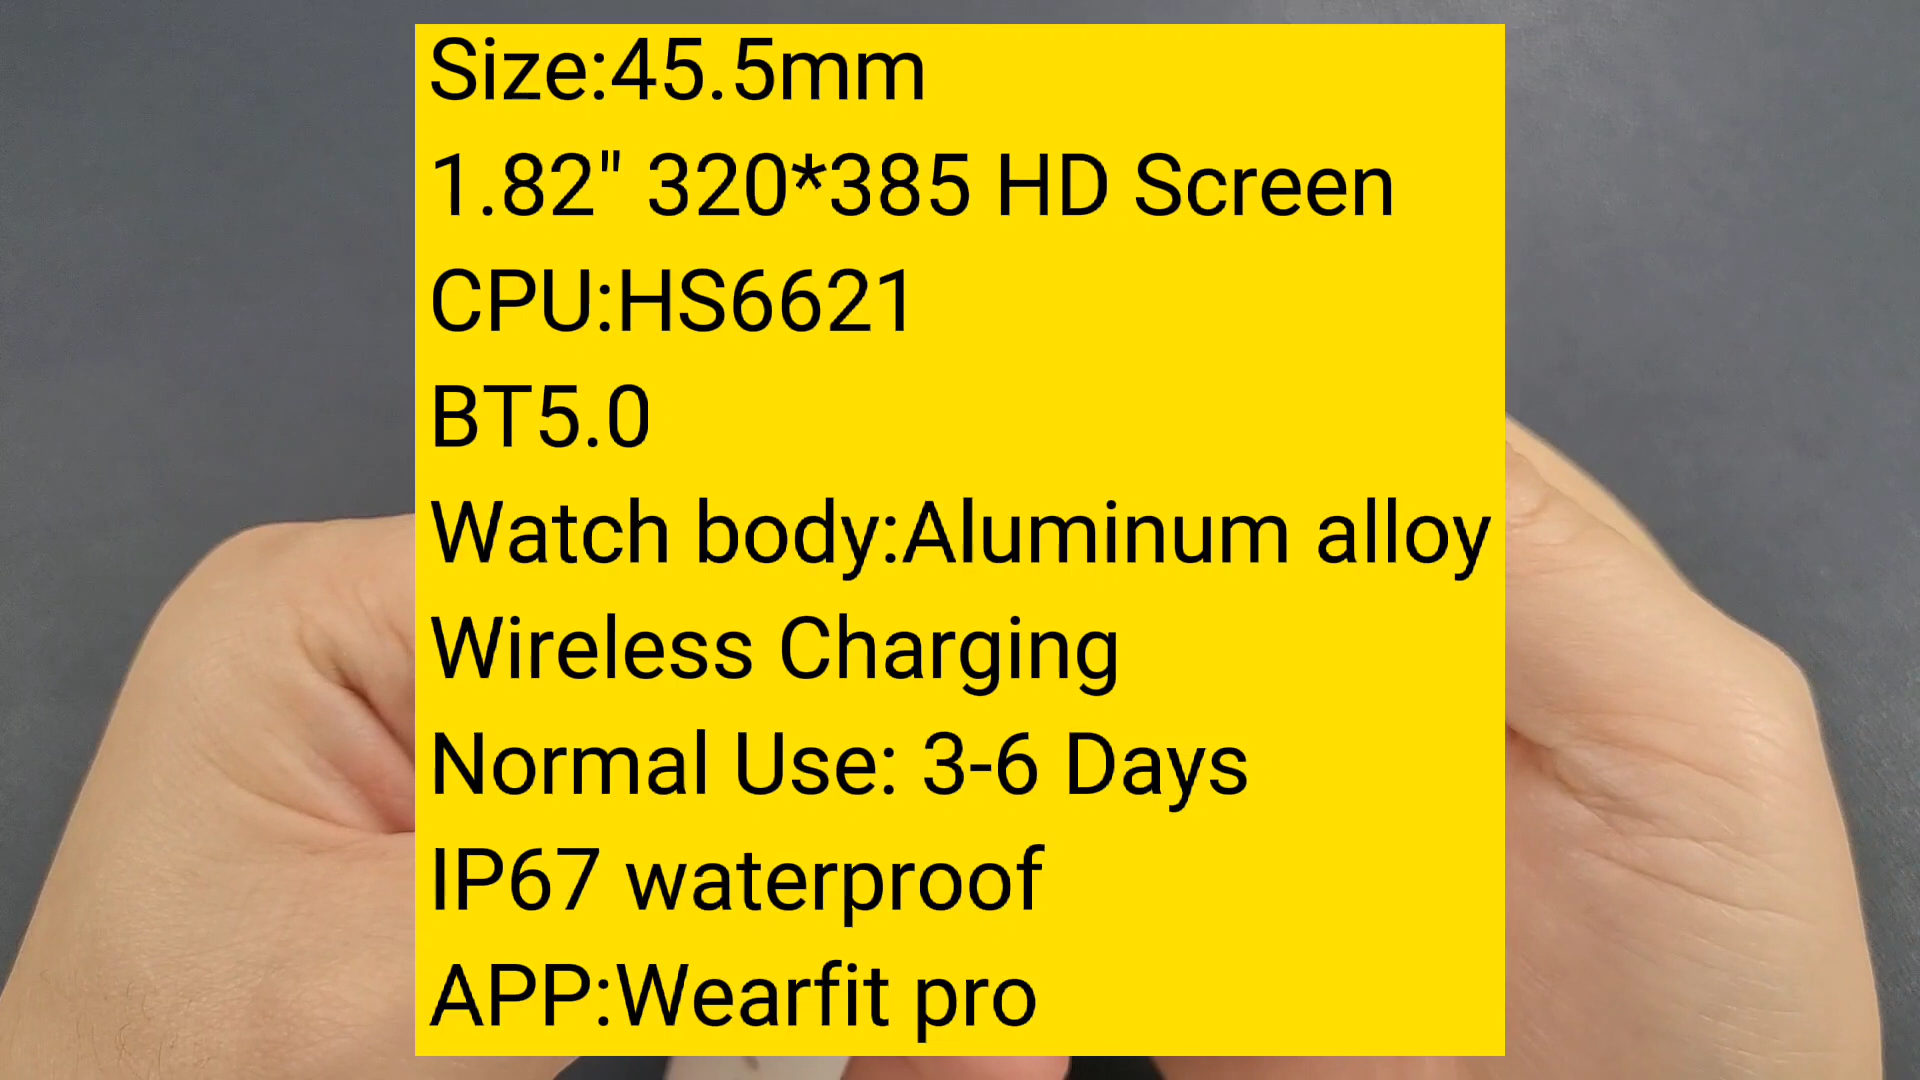 Size:45.5mm
1.82" 320*385 HD Screen
CPU:HS6621
BT5.0
Watch body:Aluminum alloy
Wireless Charging
Normal Use: 3-6 Days
IP67 waterproof
APP:Wearfit pro